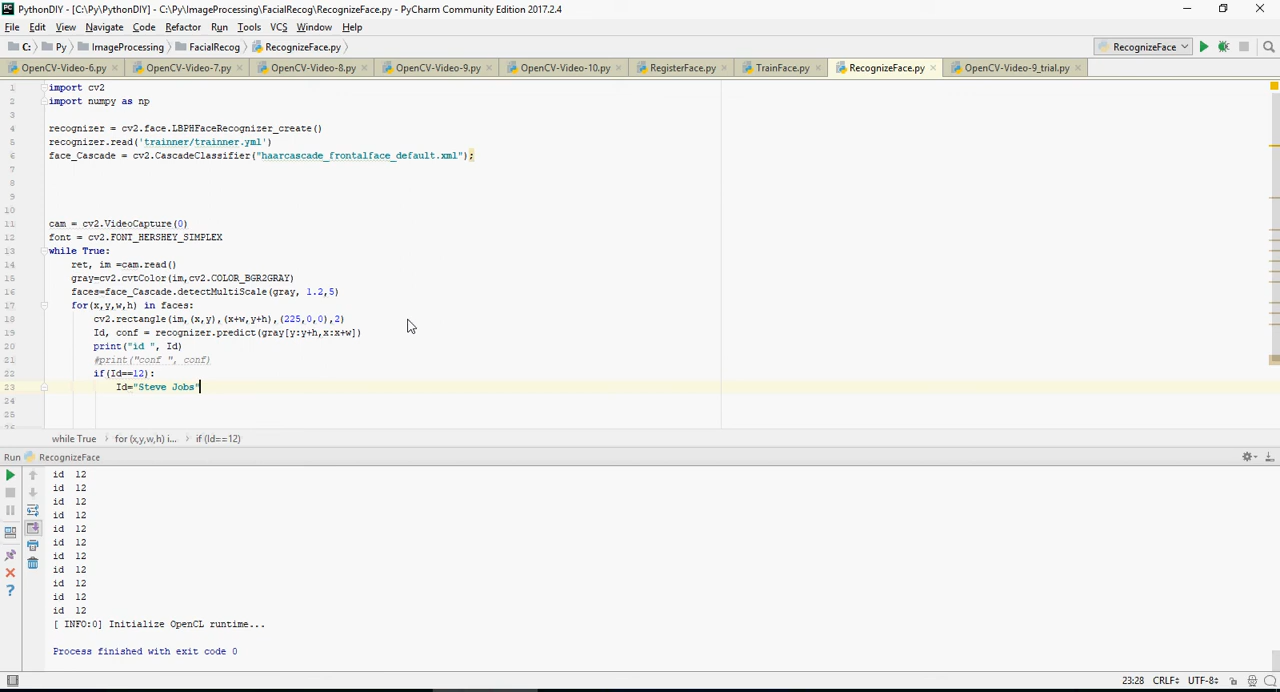 PythonDIY - [C:\Py\PythonDIY] - C:\Py\ImageProcessing\FacialRecog\RecognizeFace.py - PyCharm Community Edition 2017.2.4
File Edit View Navigate Code Refactor Run Tools VCS Window Help
C: Py ImageProcessing FacialRecog RecognizeFace.py RecognizeFace
OpenCV-Video-6.py OpenCV-Video-7.py OpenCV-Video-8.py OpenCV-Video-9.py OpenCV-Video-10.py RegisterFace.py TrainFace.py RecognizeFace.py OpenCV-Video-9_trial.py
1 import cv2
2 import numpy as np
3
4 recognizer = cv2.face.LBPHFaceRecognizer_create()
5 recognizer.read('trainner/trainner.yml')
6 face_Cascade = cv2.CascadeClassifier("haarcascade_frontalface_default.xml");
7
8
9
10
11 cam = cv2.VideoCapture(0)
12 font = cv2.FONT_HERSHEY_SIMPLEX
13 while True:
14 ret, im =cam.read()
15 gray=cv2.cvtColor(im,cv2.COLOR_BGR2GRAY)
16 faces=face_Cascade.detectMultiScale(gray, 1.2,5)
17 for(x,y,w,h) in faces:
18 cv2.rectangle(im,(x,y),(x+w,y+h),(225,0,0),2)
19 Id, conf = recognizer.predict(gray[y:y+h,x:x+w])
20 print("id ", Id)
21 #print("conf ", conf)
22 if(Id==12):
23 Id="Steve Jobs"
24
25
26
while True for (x,y,w,h) i... if (Id==12)
Run RecognizeFace
id 12
id 12
id 12
id 12
id 12
id 12
id 12
id 12
id 12
id 12
id 12
[ INFO:0] Initialize OpenCL runtime...
Process finished with exit code 0
23:28 CRLF UTF-8